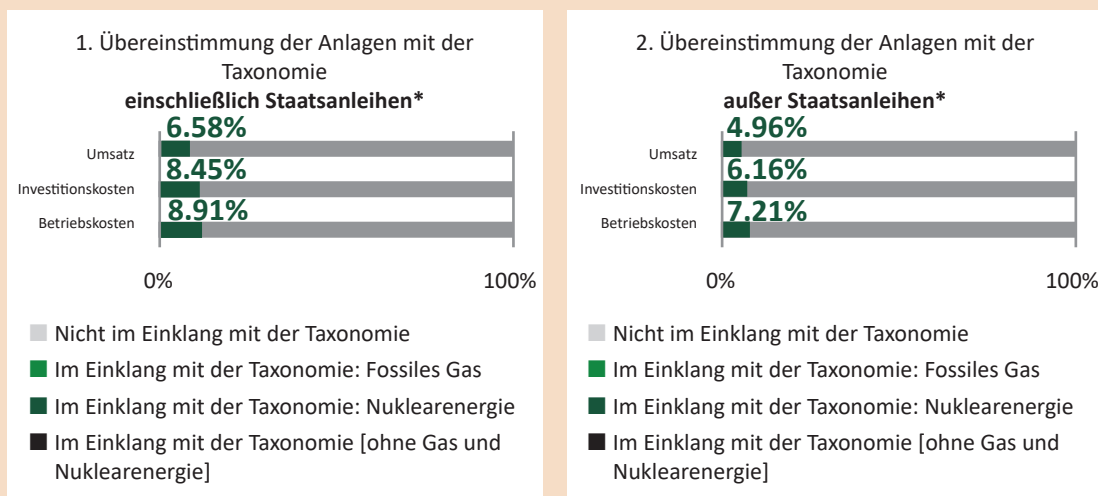 1. Übereinstimmung der Anlagen mit der
Taxonomie
einschließlich Staatsanleihen*
6.58%
Umsatz
8.45%
Investitionskosten
8.91%
Betriebskosten
0%
100%
Nicht im Einklang mit der Taxonomie
Im Einklang mit der Taxonomie: Fossiles Gas
Im Einklang mit der Taxonomie: Nuklearenergie
Im Einklang mit der Taxonomie [ohne Gas und
Nuklearenergie]
2. Übereinstimmung der Anlagen mit der
Taxonomie
außer Staatsanleihen*
4.96%
Umsatz
6.16%
Investitionskosten
7.21%
Betriebskosten
0%
100%
Nicht im Einklang mit der Taxonomie
Im Einklang mit der Taxonomie: Fossiles Gas
Im Einklang mit der Taxonomie: Nuklearenergie
Im Einklang mit der Taxonomie [ohne Gas und
Nuklearenergie]